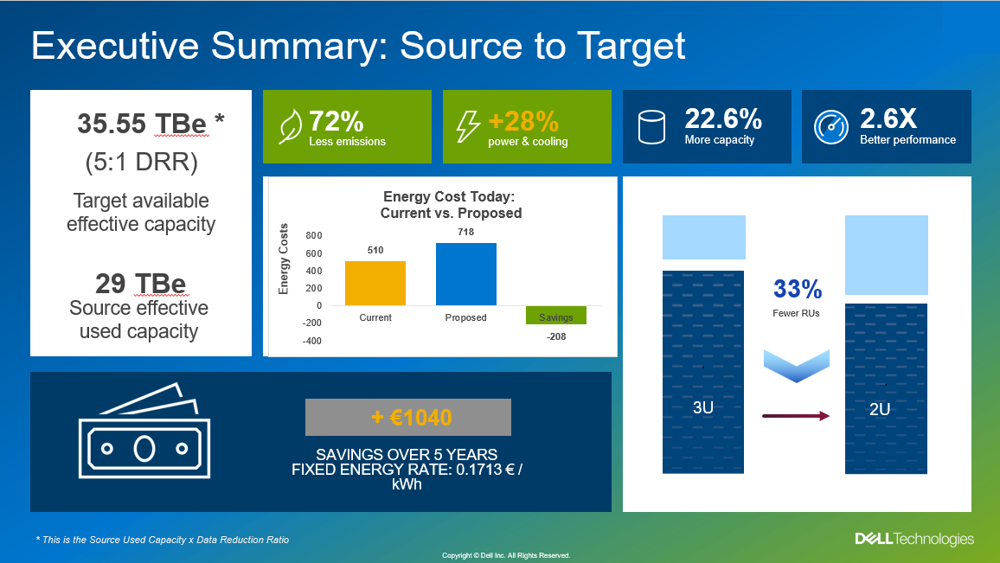 Executive Summary: Source to Target
35.55 TBe *
(5:1 DRR)
Target available
effective capacity
29 TBe
Source effective
used capacity
72%
Less emissions
+28%
power & cooling
22.6%
More capacity
2.6X
Better performance
Energy Cost Today:
Current vs. Proposed
Energy Costs
800
600
400
200
0
-200
-400
510
718
-208
Current
Proposed
Savings
33%
Fewer RUs
3U
2U
+ €1040
SAVINGS OVER 5 YEARS
FIXED ENERGY RATE: 0.1713 € /
kWh
* This is the Source Used Capacity x Data Reduction Ratio
DELLTechnologies
Copyright © Dell Inc. All Rights Reserved.